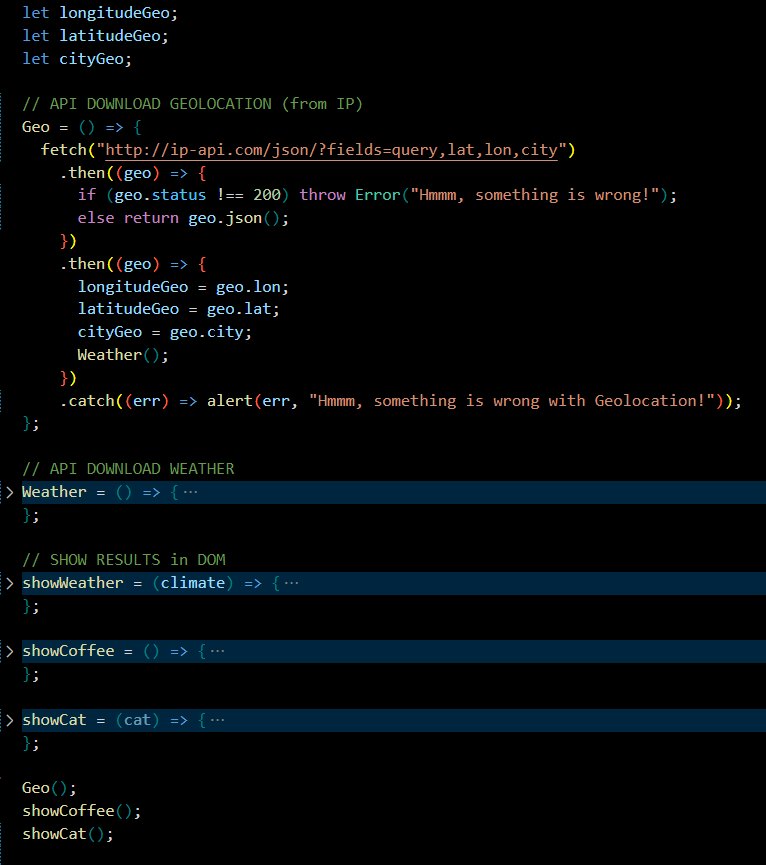 let longitudeGeo;
let latitudeGeo;
let cityGeo;
// API DOWNLOAD GEOLOCATION (from IP)
Geo = () => {
fetch("http://ip-api.com/json/?fields=query,lat,lon,city")
.then((geo) => {
if (geo.status !== 200) throw Error("Hmmm, something is wrong!");
else return geo.json();
})
.then((geo) => {
longitudeGeo = geo.lon;
latitudeGeo = geo.lat;
cityGeo = geo.city;
Weather();
})
.catch((err) => alert(err, "Hmmm, something is wrong with Geolocation!"));
};
// API DOWNLOAD WEATHER
Weather = () => {···
};
// SHOW RESULTS in DOM
showWeather = (climate) => {···
};
showCoffee = () => {···
};
showCat = (cat) => {···
};
Geo();
showCoffee();
showCat();